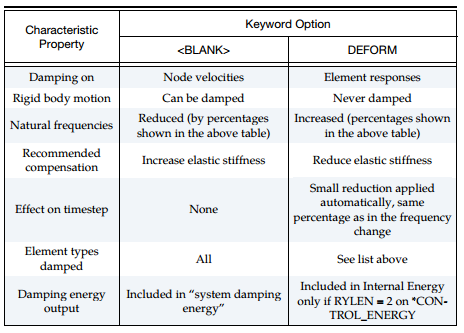 Characteristic
Property
Keyword Option
<BLANK>
DEFORM
Damping on
Node velocities
Element responses
Rigid body motion
Can be damped
Never damped
Natural frequencies
Reduced (by percentages
shown in the above table)
Increased (percentages shown
in the above table)
Recommended
compensation
Increase elastic stiffness
Reduce elastic stiffness
Effect on timestep
None
Small reduction applied
automatically, same
percentage as in the frequency
change
Element types
damped
All
See list above
Damping energy
output
Included in “system damping
energy”
Included in Internal Energy
only if RYLEN = 2 on *CON-
TROL_ENERGY